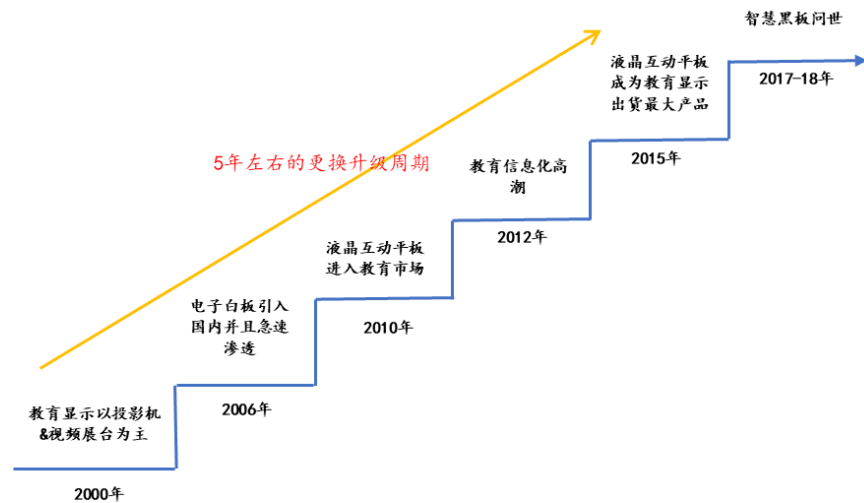 智慧黑板问世
2017-18年
液晶互动平板
成为教育显示
出货最大产品
2015年
5年左右的更换升级周期
教育信息化高
潮
2012年
液晶互动平板
进入教育市场
2010年
电子白板引入
国内并且急速
渗透
2006年
教育显示以投影机
&视频展台为主
2000年